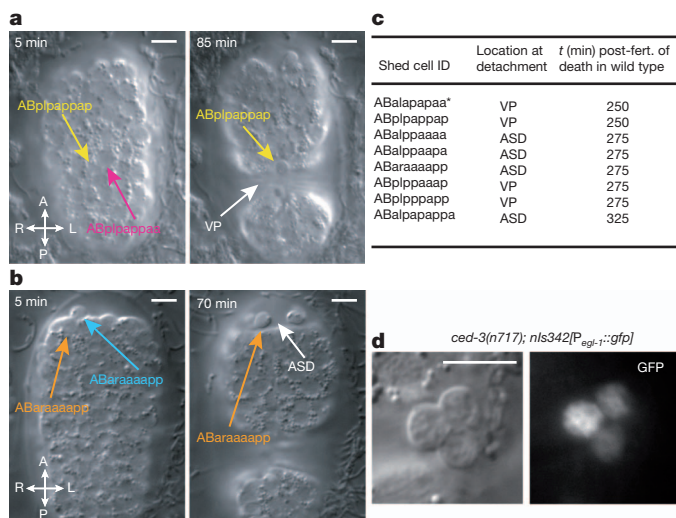 a
5 min
ABplpappap
ABplpappap
A
R L
P
85 min
ABplpappap
VP
b
5 min
ABaraaaapp
ABaraaaapp
A
R L
P
70 min
ASD
ABaraaaapp
c
Shed cell ID Location at detachment t (min) post-fert. of death in wild type
ABalapapaa* VP 250
ABplpappap VP 250
ABalppaaaa ASD 275
ABalppaapa ASD 275
ABaraaaapp ASD 275
ABplppaaap VP 275
ABplpppapp VP 275
ABalpapappa ASD 325
d
ced-3(n717); nIs342[Pegl-1::gfp]
GFP